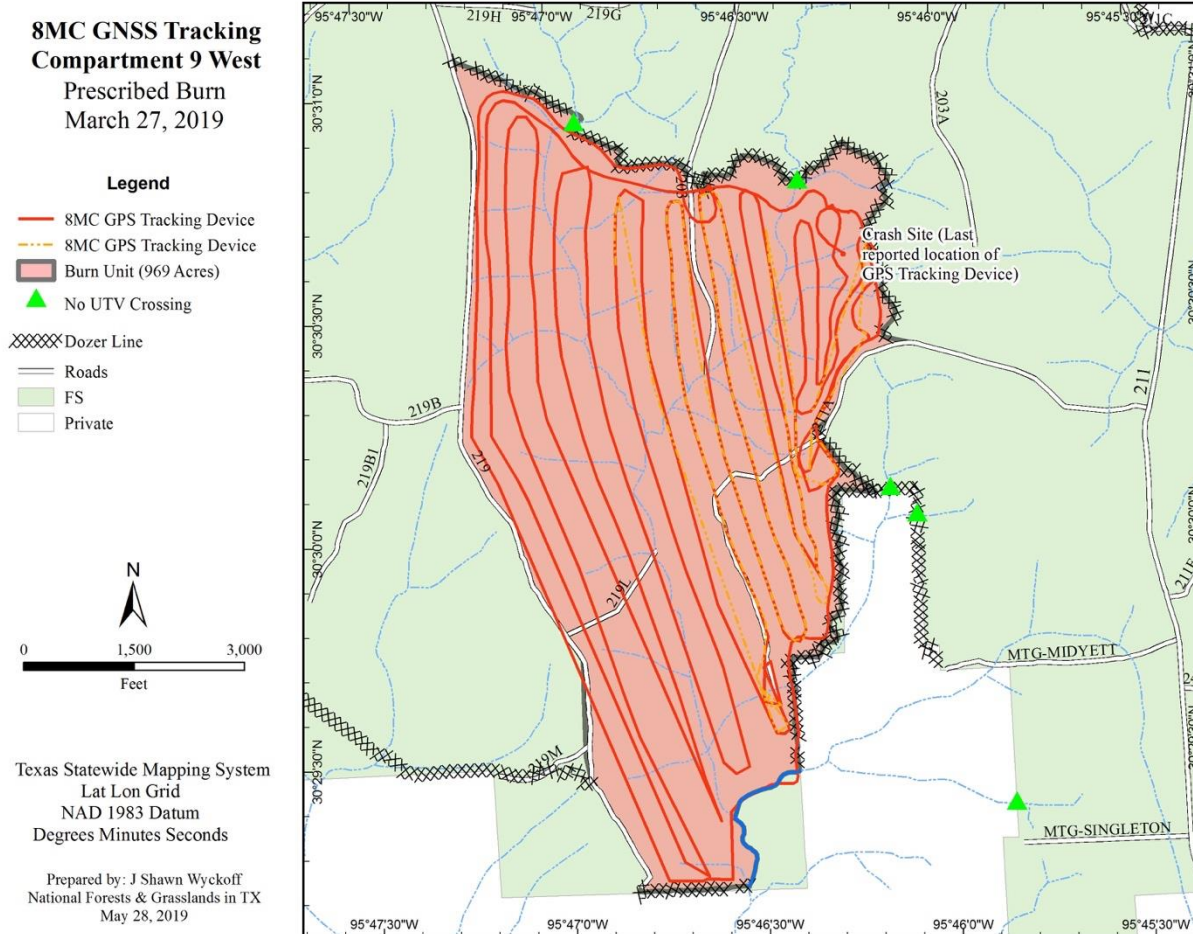 8MC GNSS Tracking
Compartment 9 West
Prescribed Burn
March 27, 2019
Legend
8MC GPS Tracking Device
8MC GPS Tracking Device
Burn Unit (969 Acres)
No UTV Crossing
Dozer Line
Roads
FS
Private
N
0 1,500 3,000
Feet
Texas Statewide Mapping System
Lat Lon Grid
NAD 1983 Datum
Degrees Minutes Seconds
Prepared by: J Shawn Wyckoff
National Forests & Grasslands in TX
May 28, 2019
95°47'30"W 95°47'0"W 95°46'30"W 95°46'0"W 95°45'30"W
219H 219G
30°31'0"N
203A
203
Crash Site (Last
reported location of
GPS Tracking Device)
30°30'30"N
211
219B
211A
219B1
219
30°30'0"N
219L
MTG-MIDYETT
219M
30°29'30"N
MTG-SINGLETON
95°47'30"W 95°47'0"W 95°46'30"W 95°46'0"W 95°45'30"W